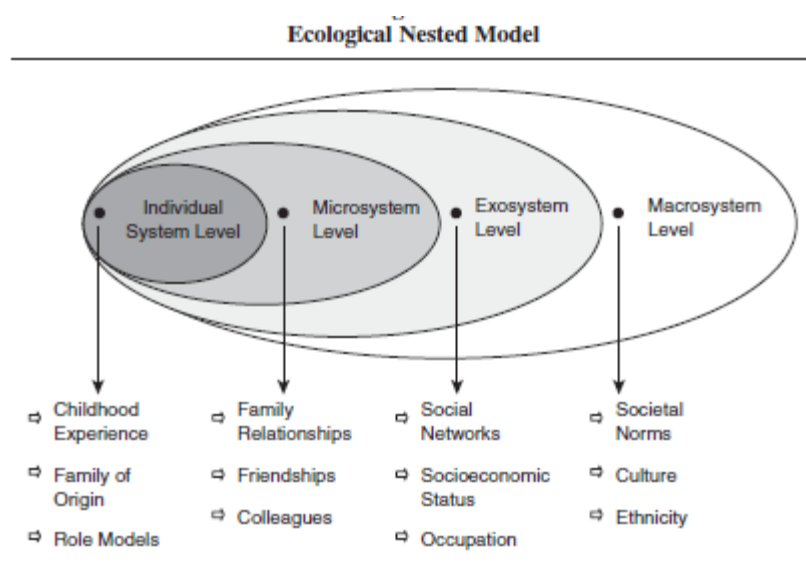 Ecological Nested Model
Individual
System Level
Microsystem
Level
Exosystem
Level
Macrosystem
Level
Childhood
Experience
Family of
Origin
Role Models
Family
Relationships
Friendships
Colleagues
Social
Networks
Socioeconomic
Status
Occupation
Societal
Norms
Culture
Ethnicity